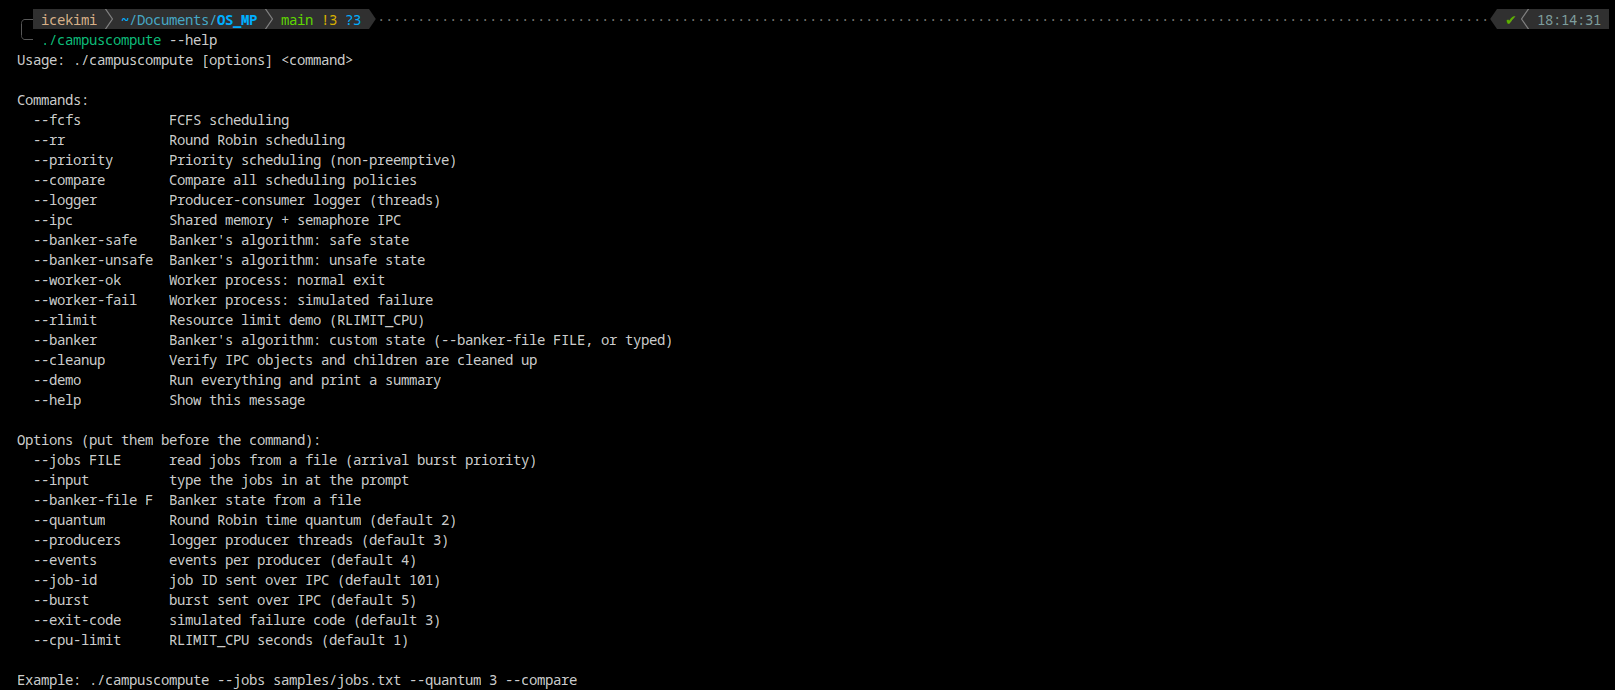 icekimi ~/Documents/OS_MP main !3 ?3 ✔ 18:14:31
./campuscompute --help
Usage: ./campuscompute [options] <command>
Commands:
--fcfs FCFS scheduling
--rr Round Robin scheduling
--priority Priority scheduling (non-preemptive)
--compare Compare all scheduling policies
--logger Producer-consumer logger (threads)
--ipc Shared memory + semaphore IPC
--banker-safe Banker's algorithm: safe state
--banker-unsafe Banker's algorithm: unsafe state
--worker-ok Worker process: normal exit
--worker-fail Worker process: simulated failure
--rlimit Resource limit demo (RLIMIT_CPU)
--banker Banker's algorithm: custom state (--banker-file FILE, or typed)
--cleanup Verify IPC objects and children are cleaned up
--demo Run everything and print a summary
--help Show this message
Options (put them before the command):
--jobs FILE read jobs from a file (arrival burst priority)
--input type the jobs in at the prompt
--banker-file F Banker state from a file
--quantum Round Robin time quantum (default 2)
--producers logger producer threads (default 3)
--events events per producer (default 4)
--job-id job ID sent over IPC (default 101)
--burst burst sent over IPC (default 5)
--exit-code simulated failure code (default 3)
--cpu-limit RLIMIT_CPU seconds (default 1)
Example: ./campuscompute --jobs samples/jobs.txt --quantum 3 --compare